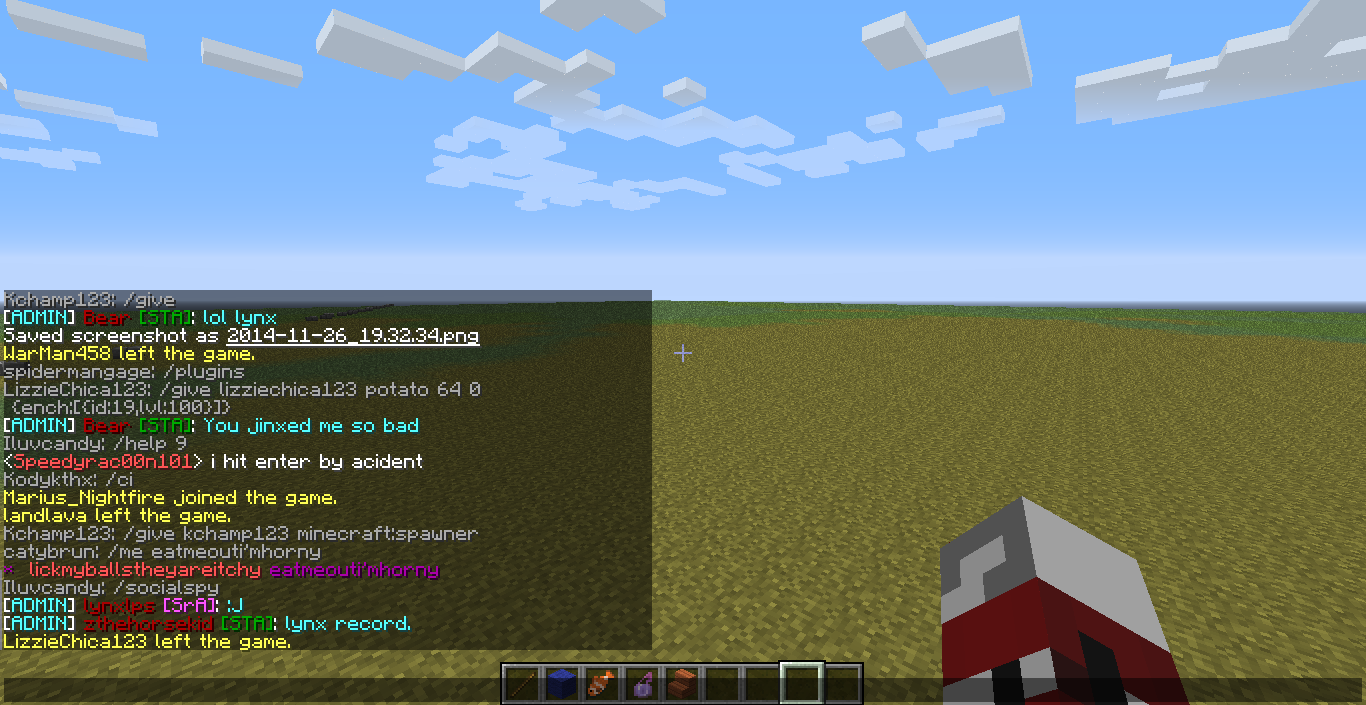 Kchamp123: /give
[ADMIN] Bear [STA]: lol lynx
Saved screenshot as 2014-11-26_19.32.34.png
WarMan458 left the game.
spidermangage: /plugins
LizzieChica123: /give lizziechica123 potato 64 0
{ench:[{id:19,lvl:100}]}
[ADMIN] Bear [STA]: You jinxed me so bad
Iluvcandy: /help 9
<Speedyrac00n101> i hit enter by acident
Kodykthx: /ci
Marius_Nightfire joined the game.
landlava left the game.
Kchamp123: /give kchamp123 minecraft:spawner
catybrun: /me eatmeouti'mhorny
* lickmyballstheyareitchy eatmeouti'mhorny
Iluvcandy: /socialspy
[ADMIN] lynxlps [SrA]: :J
[ADMIN] zthehorsekid [STA]: lynx record.
LizzieChica123 left the game.